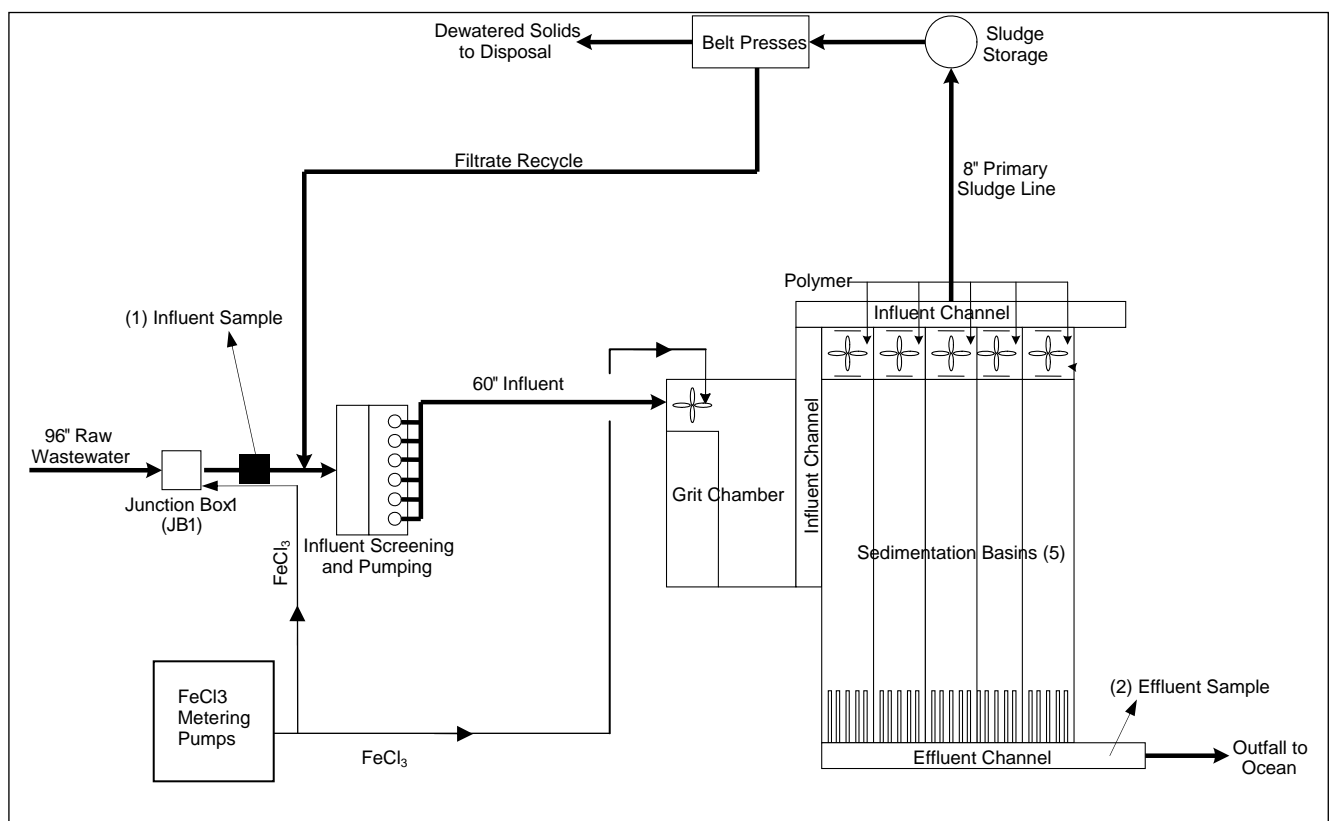 Dewatered Solids
to Disposal
Belt Presses
Sludge
Storage
Filtrate Recycle
8" Primary
Sludge Line
Polymer
Influent Channel
(1) Influent Sample
60" Influent
96" Raw
Wastewater
Junction Box1
(JB1)
Influent Screening
and Pumping
Grit Chamber
Influent Channel
Sedimentation Basins (5)
FeCl₃
FeCl3
Metering
Pumps
FeCl₃
(2) Effluent Sample
Effluent Channel
Outfall to
Ocean